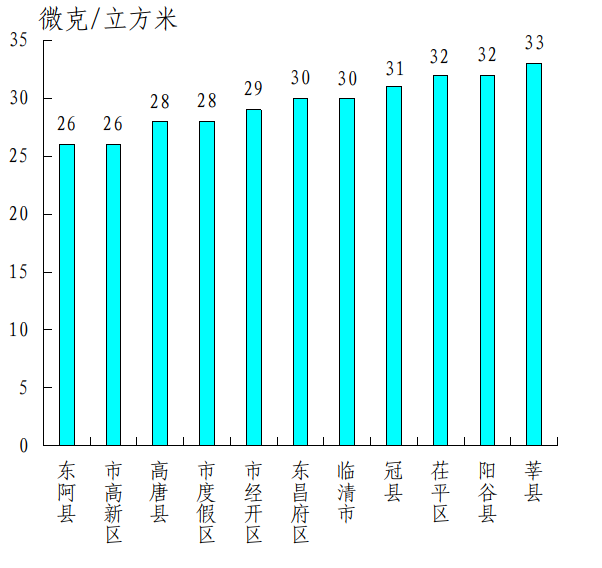 微克/立方米
35
30
25
20
15
10
5
0
26
26
28
28
29
30
30
31
32
32
33
东阿县
市高新区
高唐县
市度假区
市经开区
东昌府区
临清市
冠县
茌平区
阳谷县
莘县